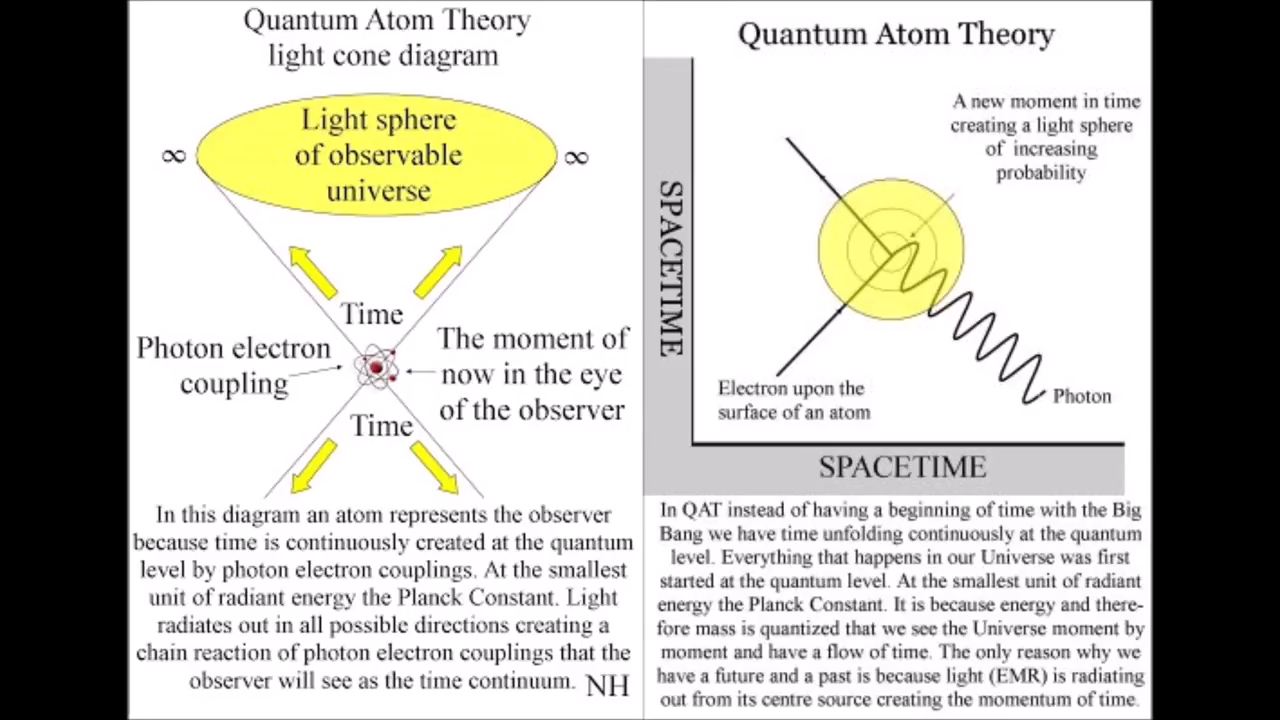 Quantum Atom Theory
light cone diagram
Light sphere
of observable
universe
∞
∞
Time
Photon electron
coupling
The moment of
now in the eye
of the observer
Time
In this diagram an atom represents the observer
because time is continuously created at the quantum
level by photon electron couplings. At the smallest
unit of radiant energy the Planck Constant. Light
radiates out in all possible directions creating a
chain reaction of photon electron couplings that the
observer will see as the time continuum. NH
Quantum Atom Theory
A new moment in time
creating a light sphere
of increasing
probability
SPACETIME
Electron upon the
surface of an atom
Photon
SPACETIME
In QAT instead of having a beginning of time with the Big
Bang we have time unfolding continuously at the quantum
level. Everything that happens in our Universe was first
started at the quantum level. At the smallest unit of radiant
energy the Planck Constant. It is because energy and there-
fore mass is quantized that we see the Universe moment by
moment and have a flow of time. The only reason why we
have a future and a past is because light (EMR) is radiating
out from its centre source creating the momentum of time.